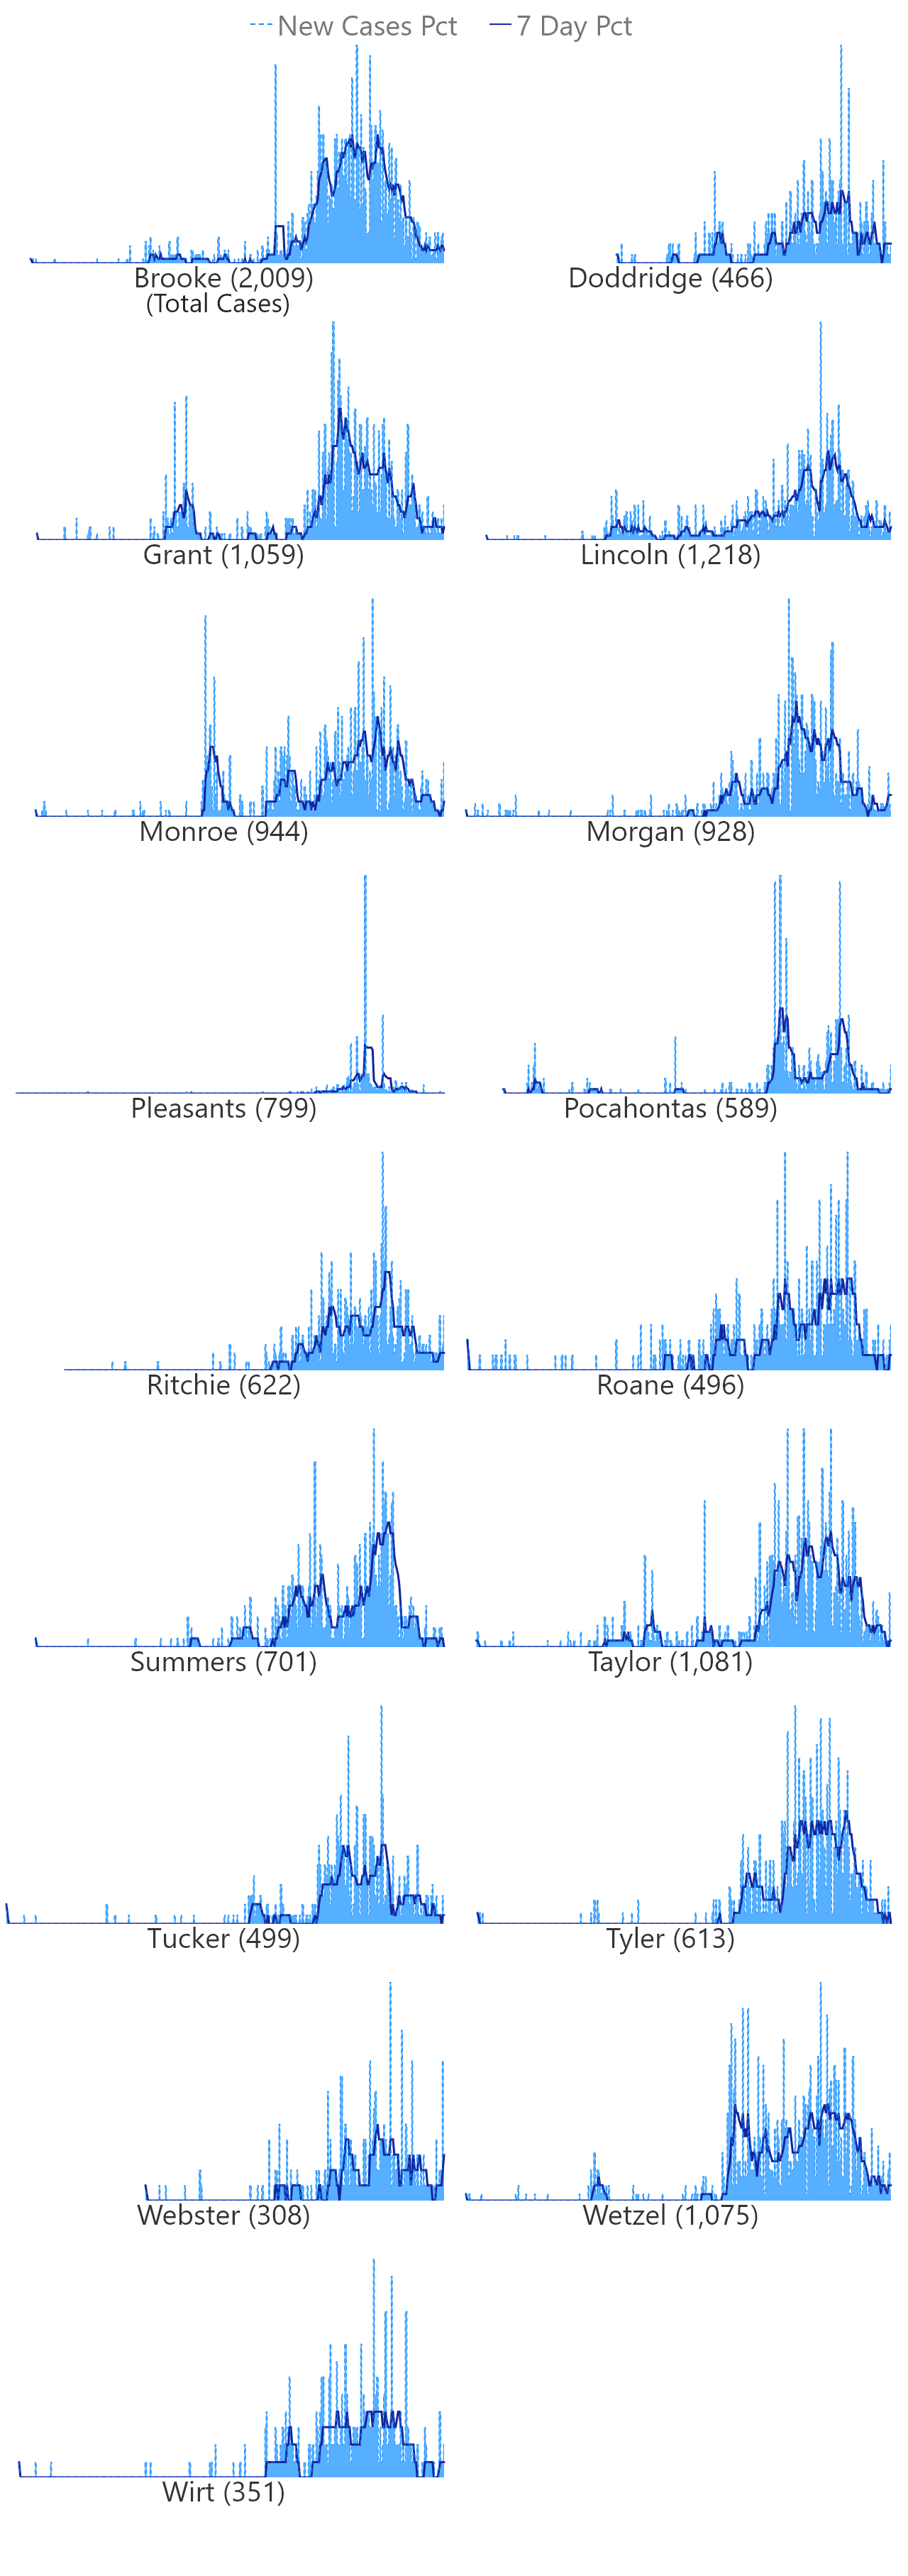 New Cases Pct 7 Day Pct
Brooke (2,009) Doddridge (466)
(Total Cases)
Grant (1,059) Lincoln (1,218)
Monroe (944) Morgan (928)
Pleasants (799) Pocahontas (589)
Ritchie (622) Roane (496)
Summers (701) Taylor (1,081)
Tucker (499) Tyler (613)
Webster (308) Wetzel (1,075)
Wirt (351)